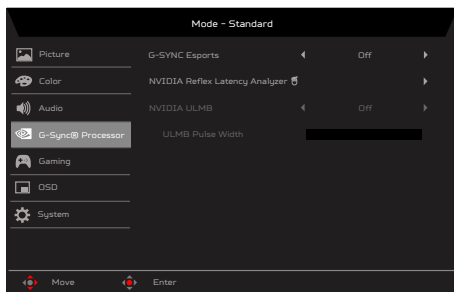 Mode - Standard
Picture
G-SYNC Esports Off
Color
NVIDIA Reflex Latency Analyzer
Audio
NVIDIA ULMB Off
G-Sync® Processor
ULMB Pulse Width
Gaming
OSD
System
Move Enter